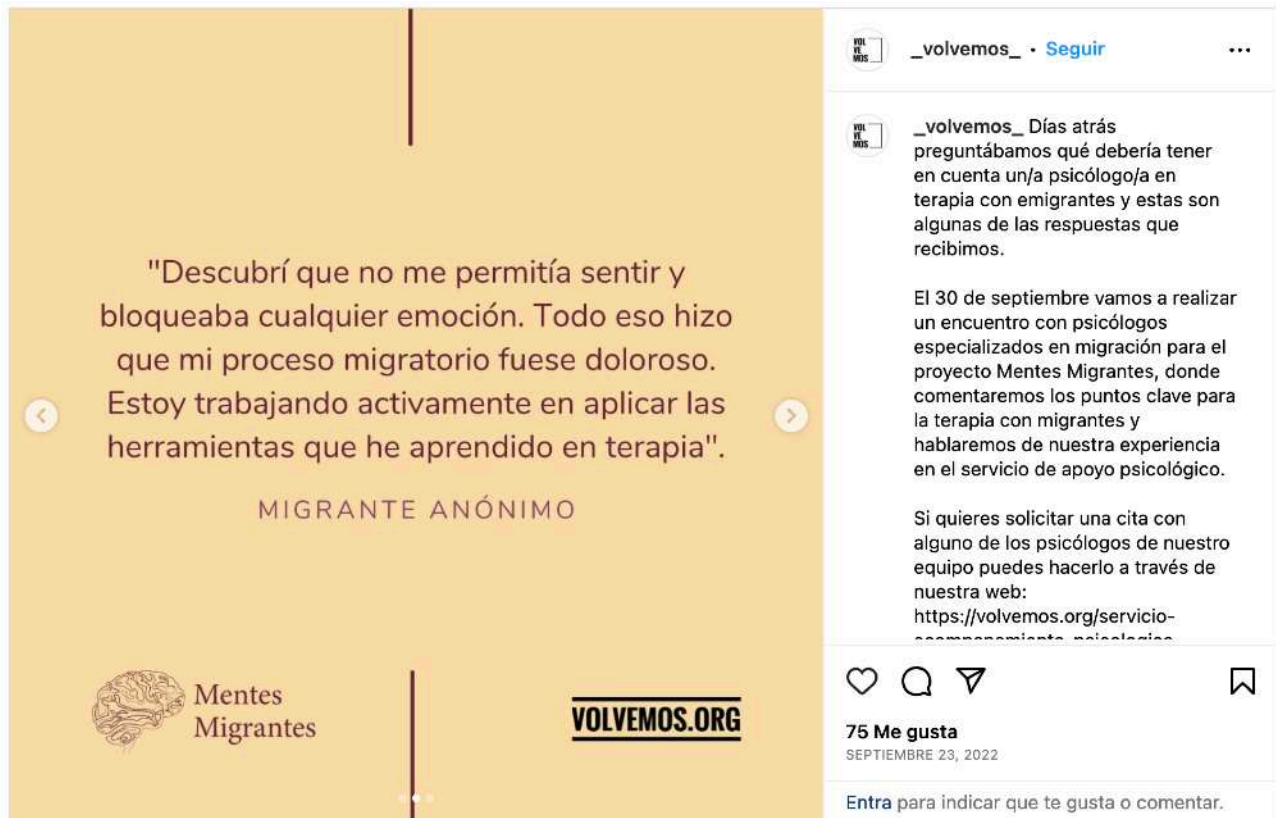 "Descubrí que no me permitía sentir y
bloqueaba cualquier emoción. Todo eso hizo
que mi proceso migratorio fuese doloroso.
Estoy trabajando activamente en aplicar las
herramientas que he aprendido en terapia".
MIGRANTE ANÓNIMO
Mentes
Migrantes
VOLVEMOS.ORG
VOL
VE
MOS
_volvemos_ • Seguir
VOL
VE
MOS
_volvemos_ Días atrás
preguntábamos qué debería tener
en cuenta un/a psicólogo/a en
terapia con emigrantes y estas son
algunas de las respuestas que
recibimos.
El 30 de septiembre vamos a realizar
un encuentro con psicólogos
especializados en migración para el
proyecto Mentes Migrantes, donde
comentaremos los puntos clave para
la terapia con migrantes y
hablaremos de nuestra experiencia
en el servicio de apoyo psicológico.
Si quieres solicitar una cita con
alguno de los psicólogos de nuestro
equipo puedes hacerlo a través de
nuestra web:
https://volvemos.org/servicio-
75 Me gusta
SEPTIEMBRE 23, 2022
Entra para indicar que te gusta o comentar.